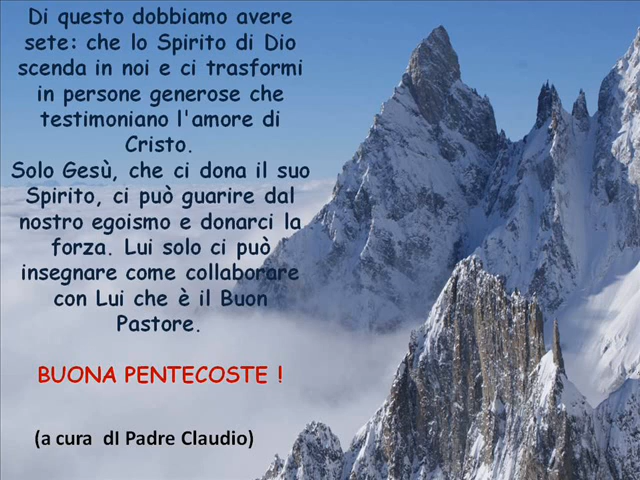 Di questo dobbiamo avere
sete: che lo Spirito di Dio
scenda in noi e ci trasformi
in persone generose che
testimoniano l'amore di
Cristo.
Solo Gesù, che ci dona il suo
Spirito, ci può guarire dal
nostro egoismo e donarci la
forza. Lui solo ci può
insegnare come collaborare
con Lui che è il Buon
Pastore.
BUONA PENTECOSTE !
(a cura dI Padre Claudio)